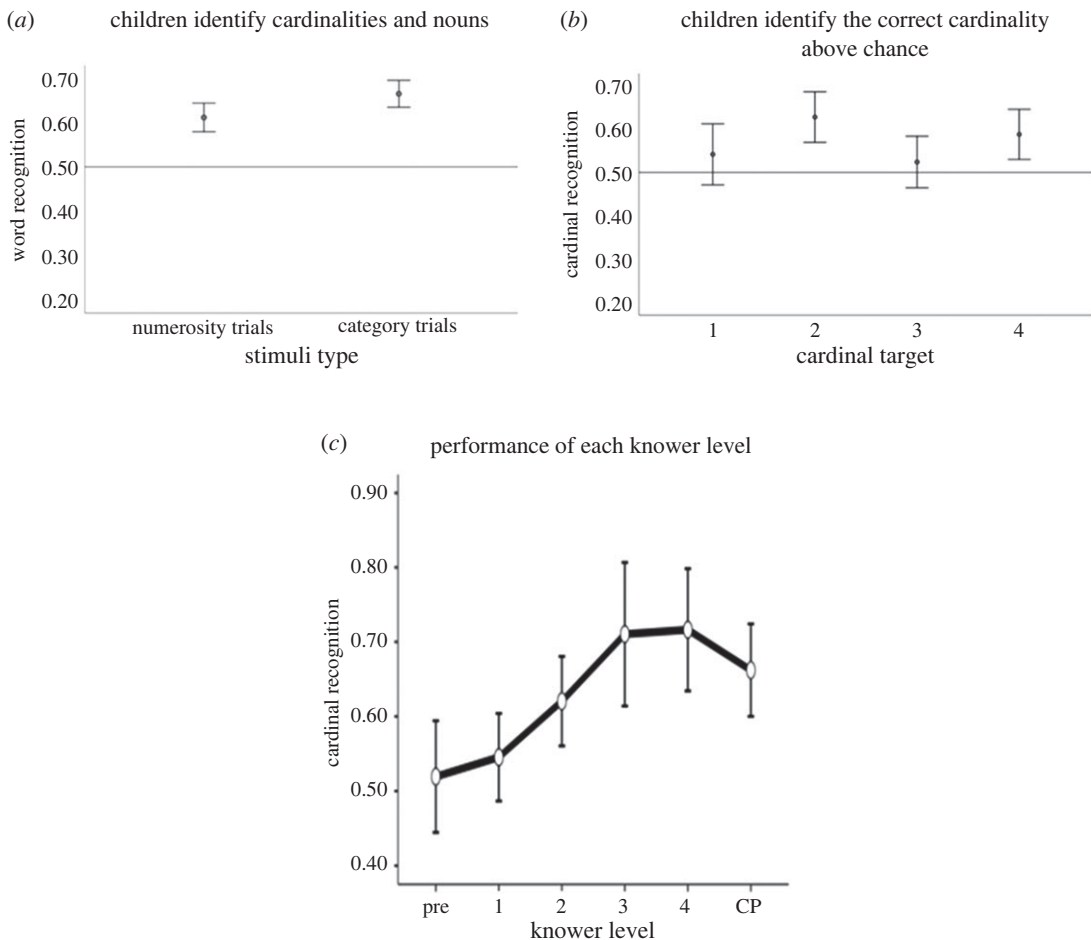 (a) children identify cardinalities and nouns
word recognition
0.70
0.60
0.50
0.40
0.30
0.20
numerosity trials category trials
stimuli type
(b) children identify the correct cardinality
above chance
cardinal recognition
0.70
0.60
0.50
0.40
0.30
0.20
1 2 3 4
cardinal target
(c) performance of each knower level
cardinal recognition
0.90
0.80
0.70
0.60
0.50
0.40
pre 1 2 3 4 CP
knower level